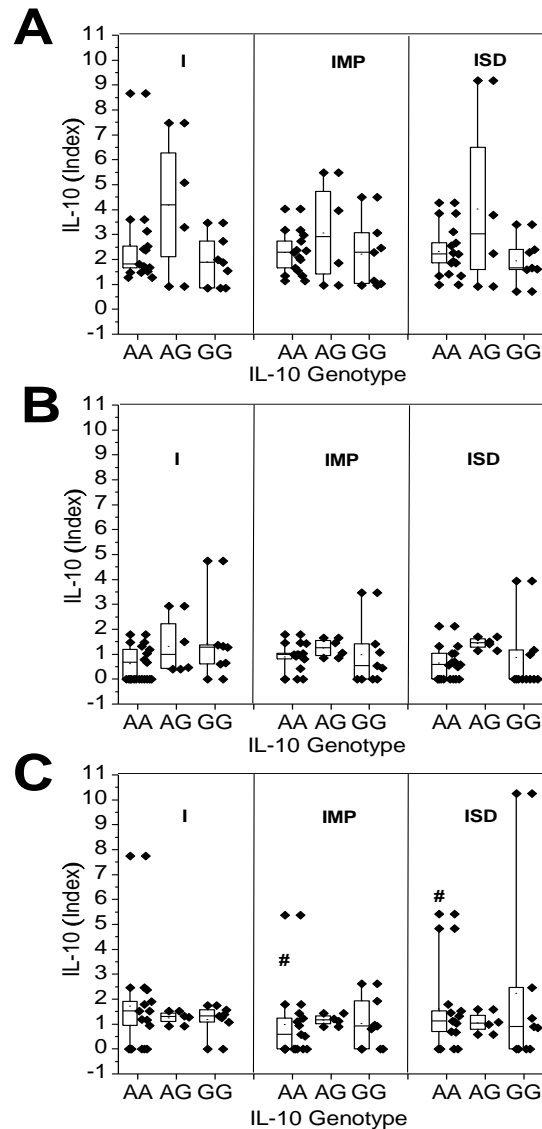 A
IL-10 (Index)
11
10
9
8
7
6
5
4
3
2
1
0
-1
I
IMP
ISD
AA AG GG AA AG GG AA AG GG
IL-10 Genotype
B
IL-10 (Index)
11
10
9
8
7
6
5
4
3
2
1
0
-1
I
IMP
ISD
AA AG GG AA AG GG AA AG GG
IL-10 Genotype
C
IL-10 (Index)
11
10
9
8
7
6
5
4
3
2
1
0
-1
I
IMP
ISD
#
#
AA AG GG AA AG GG AA AG GG
IL-10 Genotype